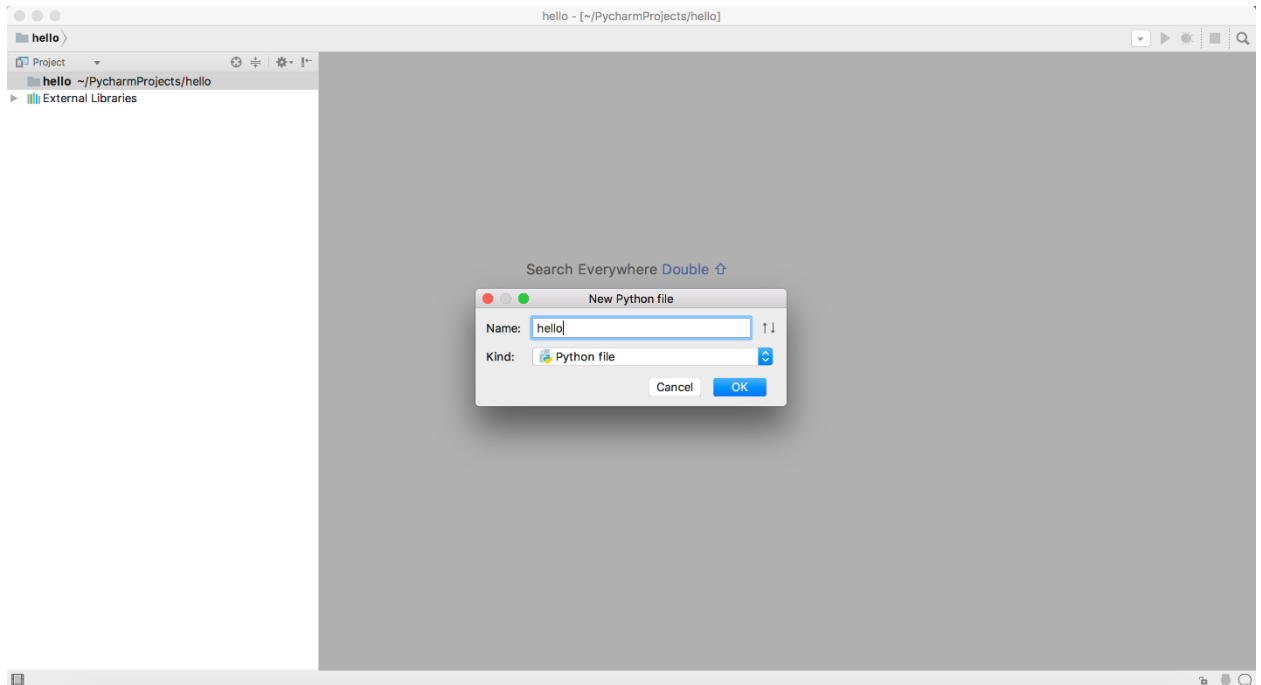 hello - [~/PycharmProjects/hello]
hello
Project
hello ~/PycharmProjects/hello
External Libraries
Search Everywhere Double ⇧
New Python file
Name: hello
Kind: Python file
Cancel OK